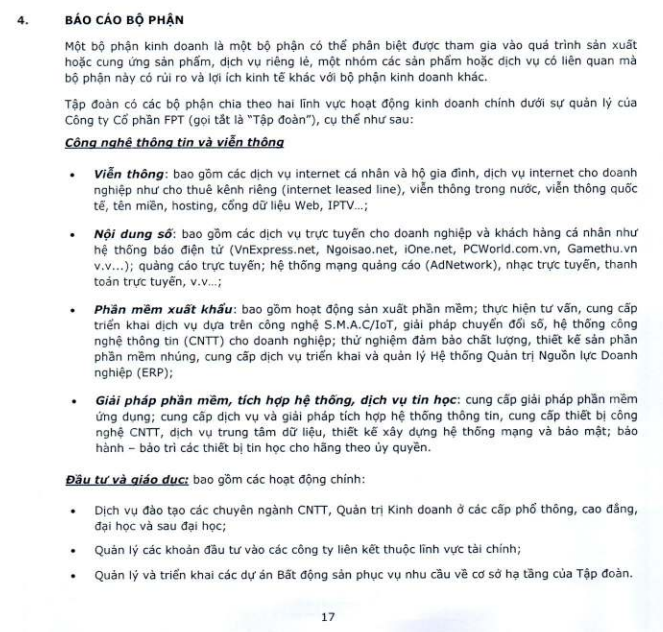 4. BÁO CÁO BỘ PHẬN
Một bộ phận kinh doanh là một bộ phận có thể phân biệt được tham gia vào quá trình sản xuất
hoặc cung ứng sản phẩm, dịch vụ riêng lẻ, một nhóm các sản phẩm hoặc dịch vụ có liên quan mà
bộ phận này có rủi ro và lợi ích kinh tế khác với bộ phận kinh doanh khác.
Tập đoàn có các bộ phận chia theo hai lĩnh vực hoạt động kinh doanh chính dưới sự quản lý của
Công ty Cổ phần FPT (gọi tắt là "Tập đoàn"), cụ thể như sau:
Công nghệ thông tin và viễn thông
• Viễn thông: bao gồm các dịch vụ internet cá nhân và hộ gia đình, dịch vụ internet cho doanh
nghiệp như cho thuê kênh riêng (internet leased line), viễn thông trong nước, viễn thông quốc
tế, tên miền, hosting, cổng dữ liệu Web, IPTV...;
• Nội dung số: bao gồm các dịch vụ trực tuyến cho doanh nghiệp và khách hàng cá nhân như
hệ thống báo điện tử (VnExpress.net, Ngoisao.net, iOne.net, PCWorld.com.vn, Gamethu.vn
v.v...); quảng cáo trực tuyến; hệ thống mạng quảng cáo (AdNetwork), nhạc trực tuyến, thanh
toán trực tuyến, v.v...;
• Phần mềm xuất khẩu: bao gồm hoạt động sản xuất phần mềm; thực hiện tư vấn, cung cấp
triển khai dịch vụ dựa trên công nghệ S.M.A.C/IoT, giải pháp chuyển đổi số, hệ thống công
nghệ thông tin (CNTT) cho doanh nghiệp; thử nghiệm đảm bảo chất lượng, thiết kế sản phẩm
phần mềm nhúng, cung cấp dịch vụ triển khai và quản lý Hệ thống Quản trị Nguồn lực Doanh
nghiệp (ERP);
• Giải pháp phần mềm, tích hợp hệ thống, dịch vụ tin học: cung cấp giải pháp phần mềm
ứng dụng; cung cấp dịch vụ và giải pháp tích hợp hệ thống thông tin, cung cấp thiết bị công
nghệ CNTT, dịch vụ trung tâm dữ liệu, thiết kế xây dựng hệ thống mạng và bảo mật; bảo
hành – bảo trì các thiết bị tin học cho hãng theo ủy quyền.
Đầu tư và giáo dục: bao gồm các hoạt động chính:
• Dịch vụ đào tạo các chuyên ngành CNTT, Quản trị Kinh doanh ở các cấp phổ thông, cao đẳng,
đại học và sau đại học;
• Quản lý các khoản đầu tư vào các công ty liên kết thuộc lĩnh vực tài chính;
• Quản lý và triển khai các dự án Bất động sản phục vụ nhu cầu về cơ sở hạ tầng của Tập đoàn.
17